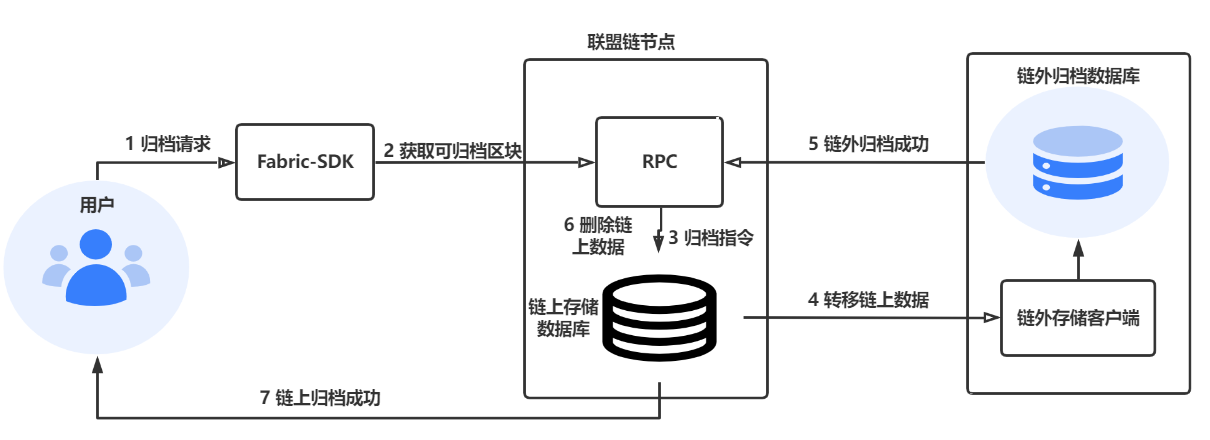 联盟链节点
链外归档数据库
1 归档请求
Fabric-SDK
2 获取可归档区块
RPC
5 链外归档成功
用户
6 删除链
上数据
3 归档指令
链上存储
数据库
4 转移链上数据
链外存储客户端
7 链上归档成功